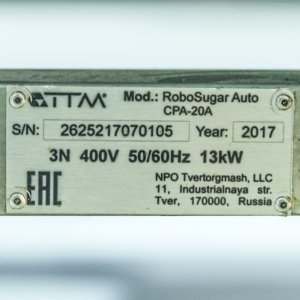 TTM Mod.: RoboSugar Auto
CPA-20A
S/N: 2625217070105 Year: 2017
3N 400V 50/60Hz 13kW
EAC
NPO Tvertorgmash, LLC
11, Industrialnaya str.
Tver, 170000, Russia